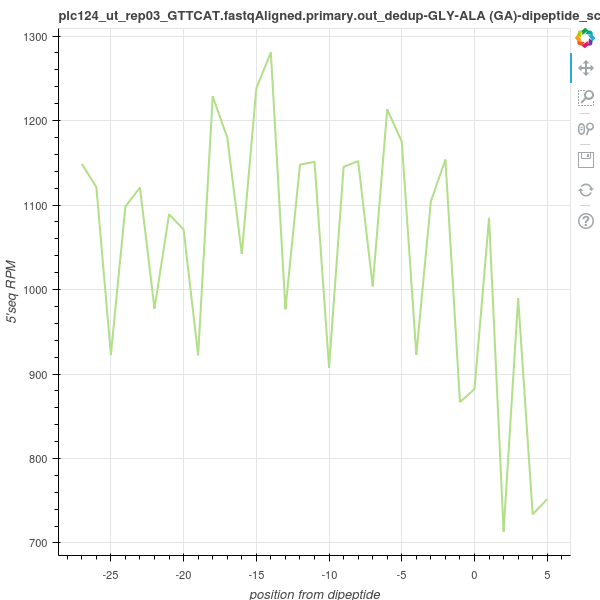 plc124_ut_rep03_GTTCAT.fastqAligned.primary.out_dedup-GLY-ALA (GA)-dipeptide_sc
1300
1200
1100
1000
900
800
700
5'seq RPM
-25 -20 -15 -10 -5 0 5
position from dipeptide